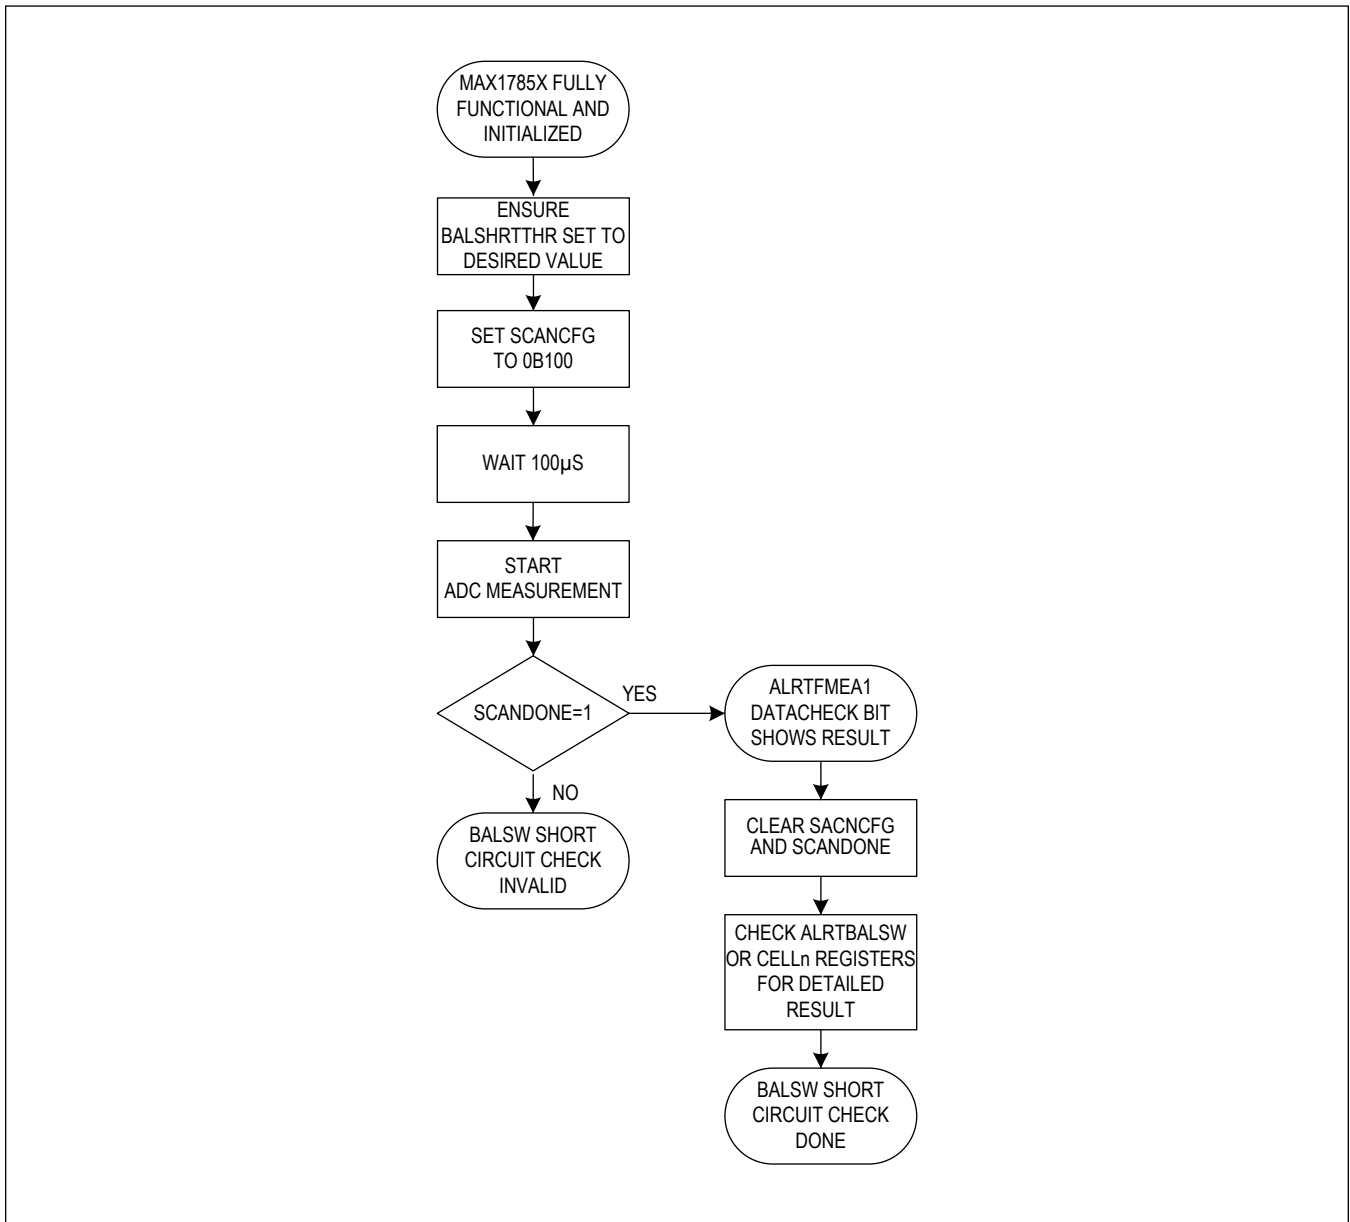 MAX1785X FULLY
FUNCTIONAL AND
INITIALIZED
ENSURE
BALSHRTTHR SET TO
DESIRED VALUE
SET SCANCFG
TO 0B100
WAIT 100µS
START
ADC MEASUREMENT
SCANDONE=1
YES
ALRTFMEA1
DATACHECK BIT
SHOWS RESULT
NO
BALSW SHORT
CIRCUIT CHECK
INVALID
CLEAR SACNCFG
AND SCANDONE
CHECK ALRTBALSW
OR CELLn REGISTERS
FOR DETAILED
RESULT
BALSW SHORT
CIRCUIT CHECK
DONE